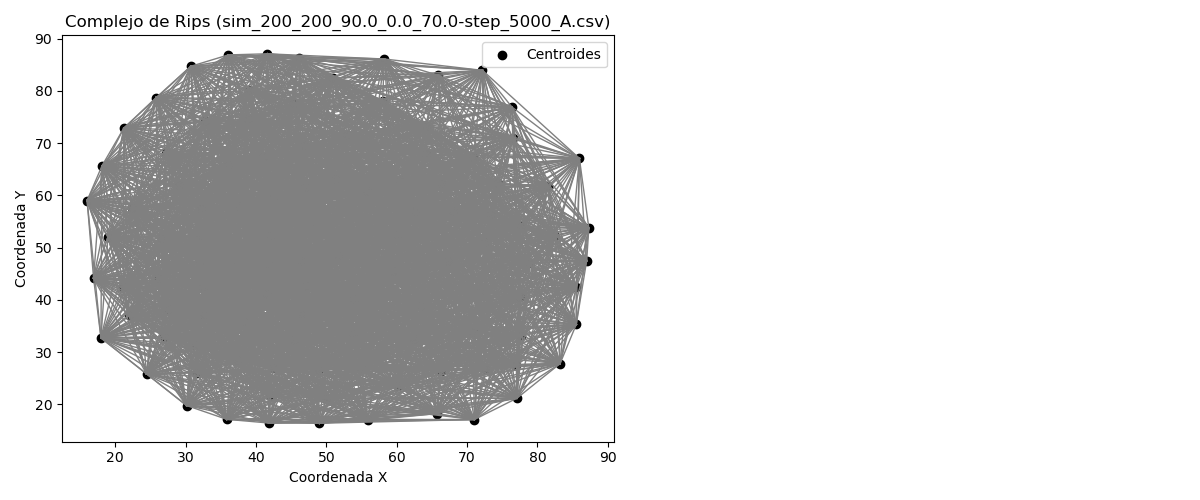 Complejo de Rips (sim_200_200_90.0_0.0_70.0-step_5000_A.csv)
Centroides
90
80
70
60
50
40
30
20
Coordenada Y
20 30 40 50 60 70 80 90
Coordenada X